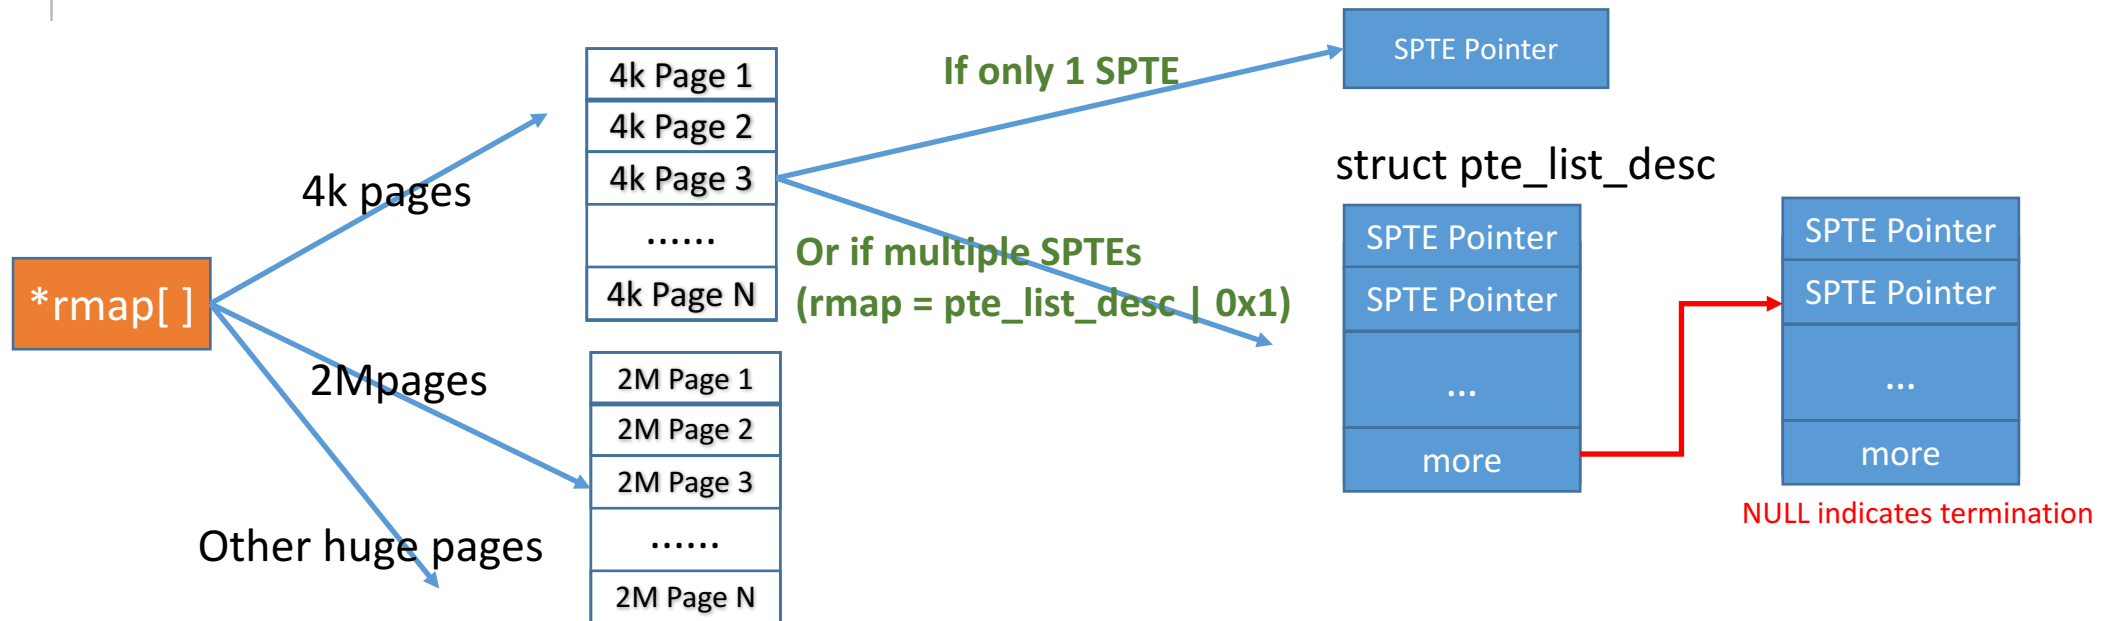 *rmap[ ]
4k pages
2Mpages
Other huge pages
4k Page 1
4k Page 2
4k Page 3
......
4k Page N
2M Page 1
2M Page 2
2M Page 3
......
2M Page N
If only 1 SPTE
Or if multiple SPTEs
(rmap = pte_list_desc | 0x1)
SPTE Pointer
struct pte_list_desc
SPTE Pointer
SPTE Pointer
...
more
SPTE Pointer
SPTE Pointer
...
more
NULL indicates termination